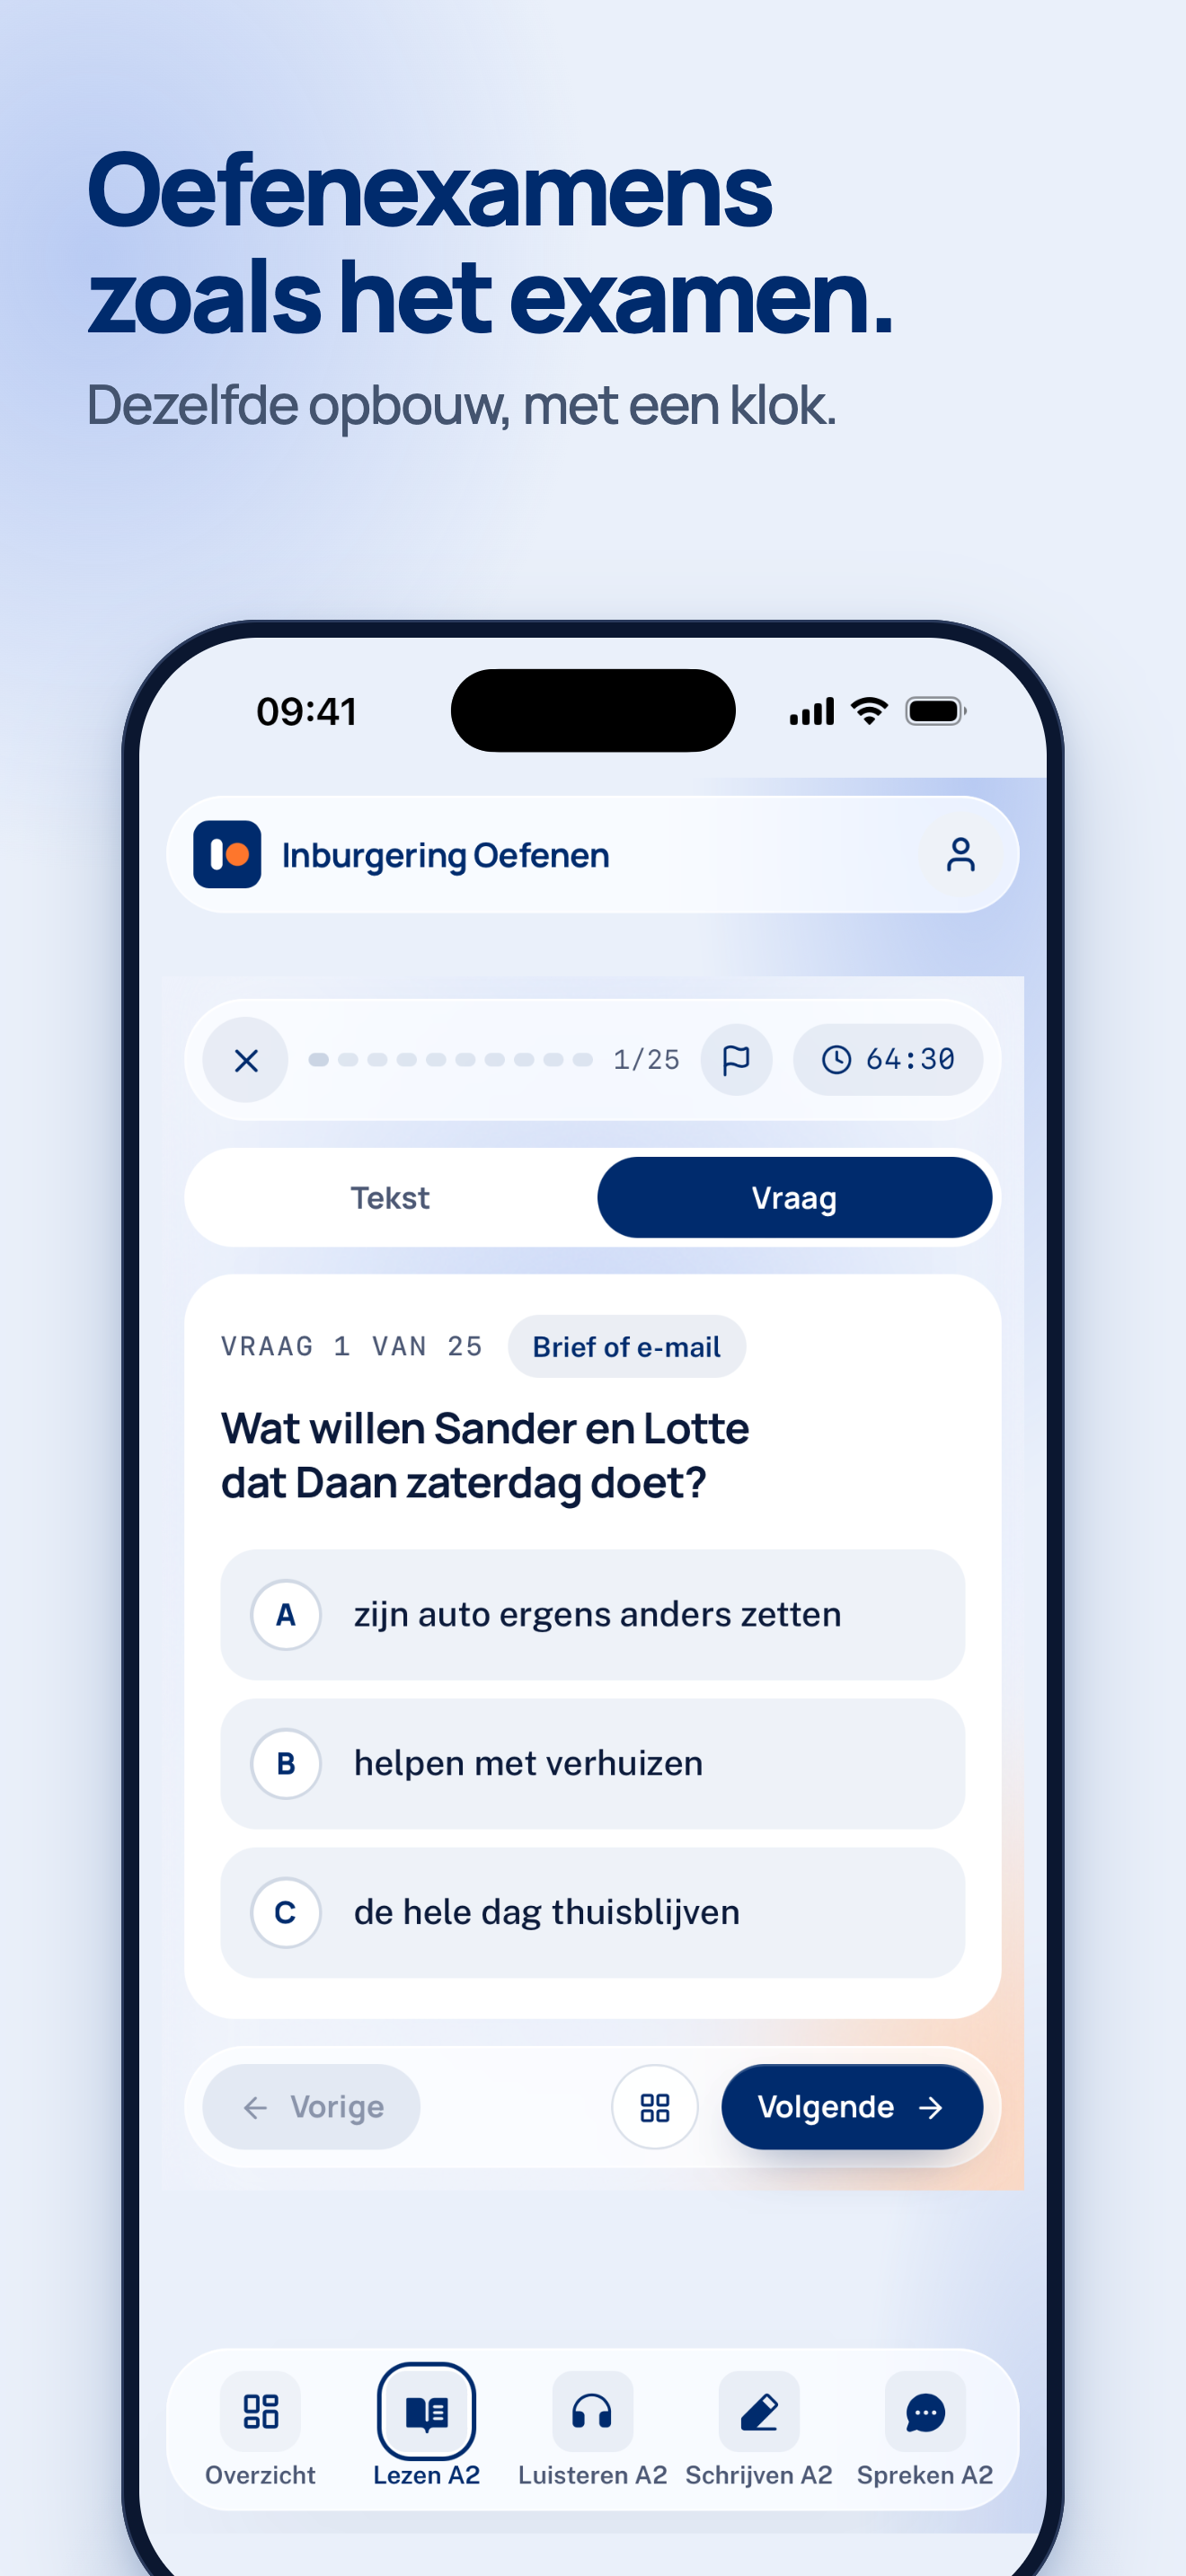 Oefenexamens
zoals het examen.
Dezelfde opbouw, met een klok.
09:41
Inburgering Oefenen
1/25
64:30
Tekst
Vraag
VRAAG 1 VAN 25
Brief of e-mail
Wat willen Sander en Lotte
dat Daan zaterdag doet?
A zijn auto ergens anders zetten
B helpen met verhuizen
C de hele dag thuisblijven
Vorige
Volgende
Overzicht
Lezen A2
Luisteren A2
Schrijven A2
Spreken A2